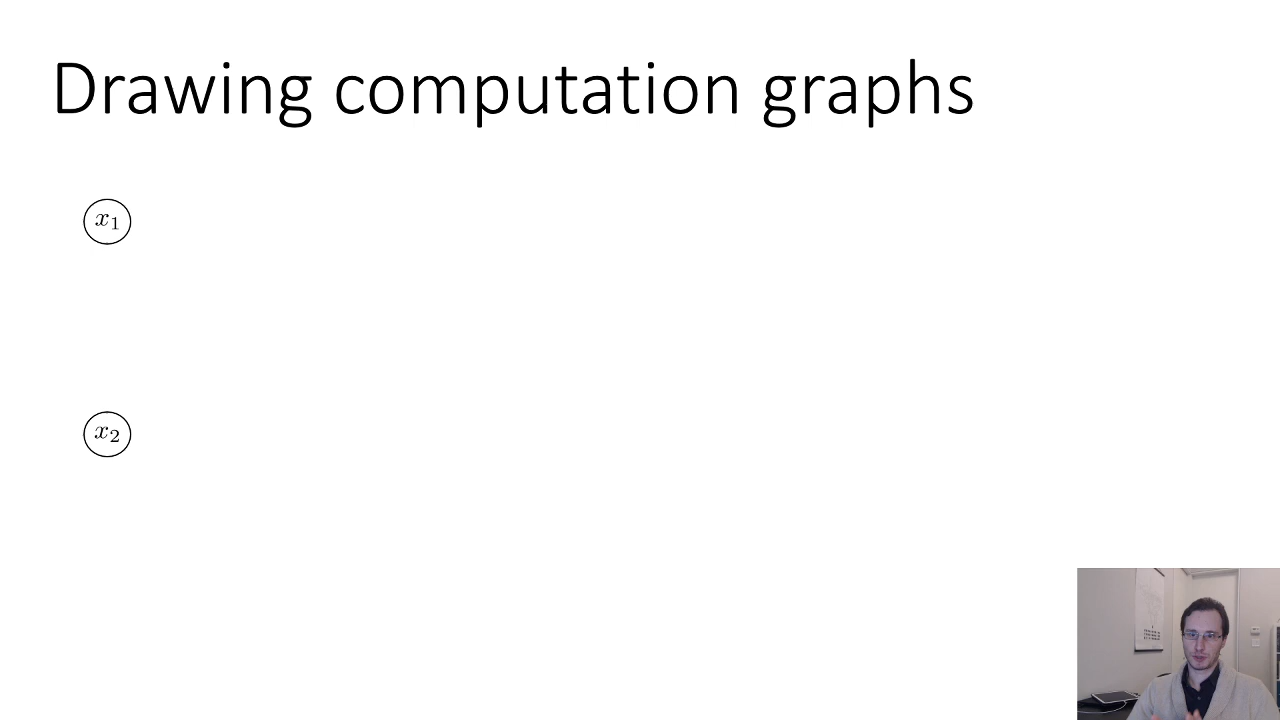 Drawing computation graphs
x₁
x₂